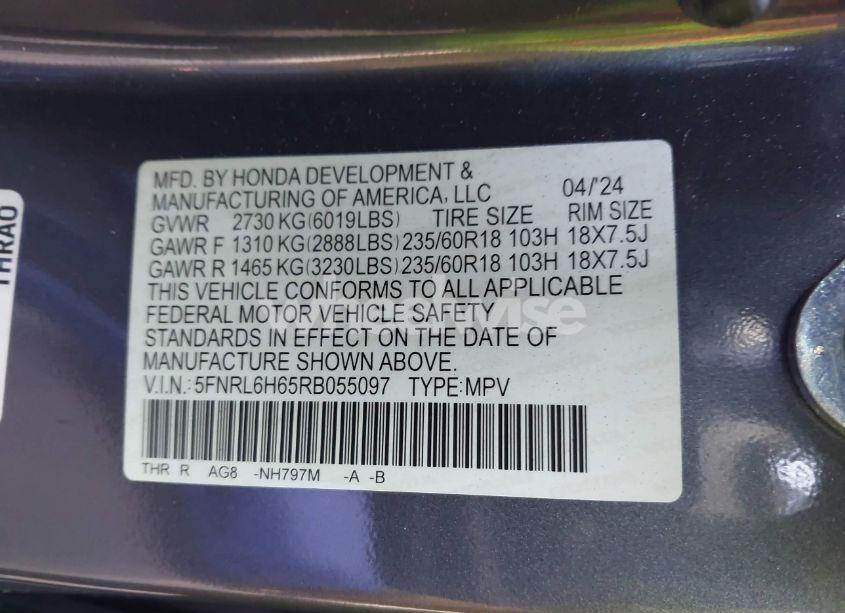 THRAO
MFD. BY HONDA DEVELOPMENT &
MANUFACTURING OF AMERICA, LLC 04/'24
GVWR 2730 KG(6019LBS) TIRE SIZE RIM SIZE
GAWR F 1310 KG(2888LBS) 235/60R18 103H 18X7.5J
GAWR R 1465 KG(3230LBS) 235/60R18 103H 18X7.5J
THIS VEHICLE CONFORMS TO ALL APPLICABLE
FEDERAL MOTOR VEHICLE SAFETY
STANDARDS IN EFFECT ON THE DATE OF
MANUFACTURE SHOWN ABOVE.
V.I.N.: 5FNRL6H65RB055097 TYPE:MPV
THR R AG8 -NH797M -A -B